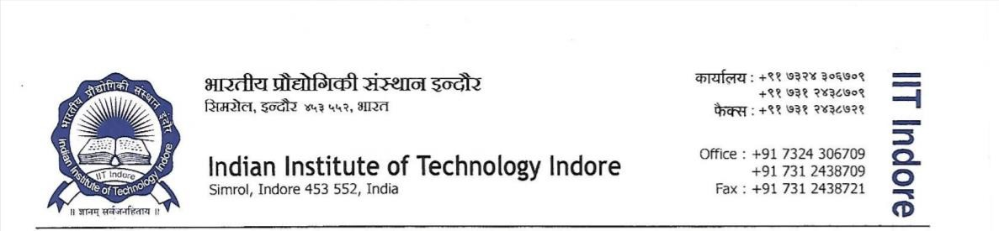 भारतीय प्रौद्योगिकी संस्थान इंदौर
IIT Indore
Indian Institute of Technology Indore
॥ ज्ञानम् सर्वजनहिताय ॥
भारतीय प्रौद्योगिकी संस्थान इन्दौर
सिमरोल, इन्दौर ४५३ ५५२, भारत
Indian Institute of Technology Indore
Simrol, Indore 453 552, India
कार्यालय : +९१ ७३२४ ३०६७०९
+९१ ७३१ २४३८७०९
फेक्स : +९१ ७३१ २४३८७२१
Office : +91 7324 306709
+91 731 2438709
Fax : +91 731 2438721
IIT Indore